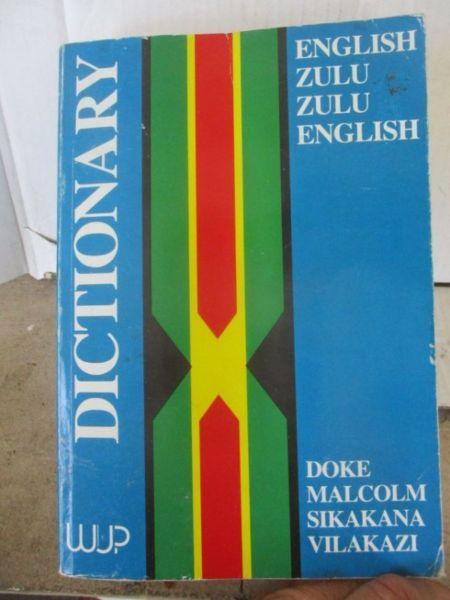 DICTIONARY
ENGLISH
ZULU
ZULU
ENGLISH
DOKE
MALCOLM
SIKAKANA
VILAKAZI
WUP